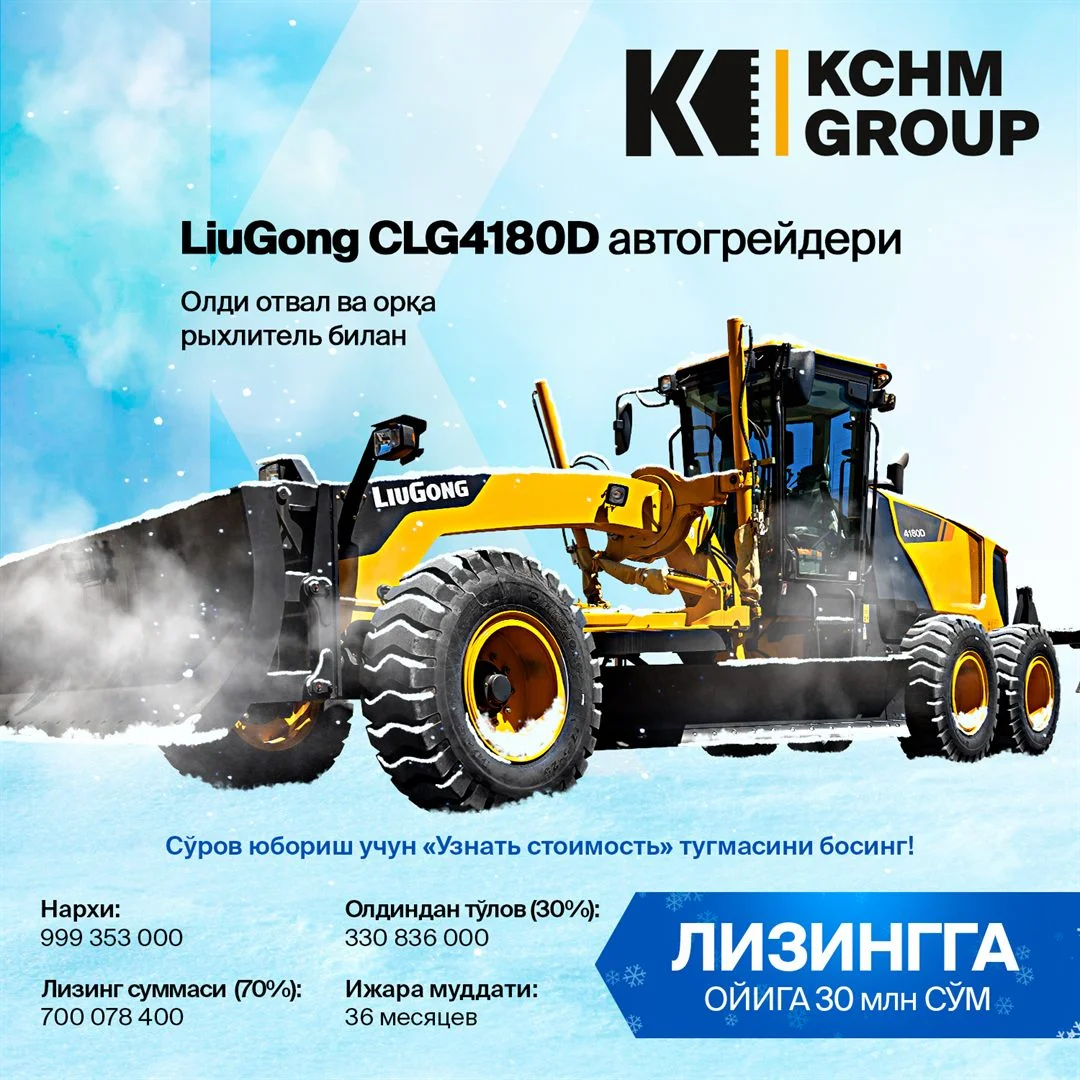 KCHM
GROUP
LiuGong CLG4180D автогрейдери
Олди отвал ва орқа
рыхлитель билан
LIUGONG
4180D
Сўров юбориш учун «Узнать стоимость» тугмасини босинг!
Нархи:
999 353 000
Олдиндан тўлов (30%):
330 836 000
Лизинг суммаси (70%):
700 078 400
Ижара муддати:
36 месяцев
ЛИЗИНГГА
ОЙИГА 30 млн СЎМ